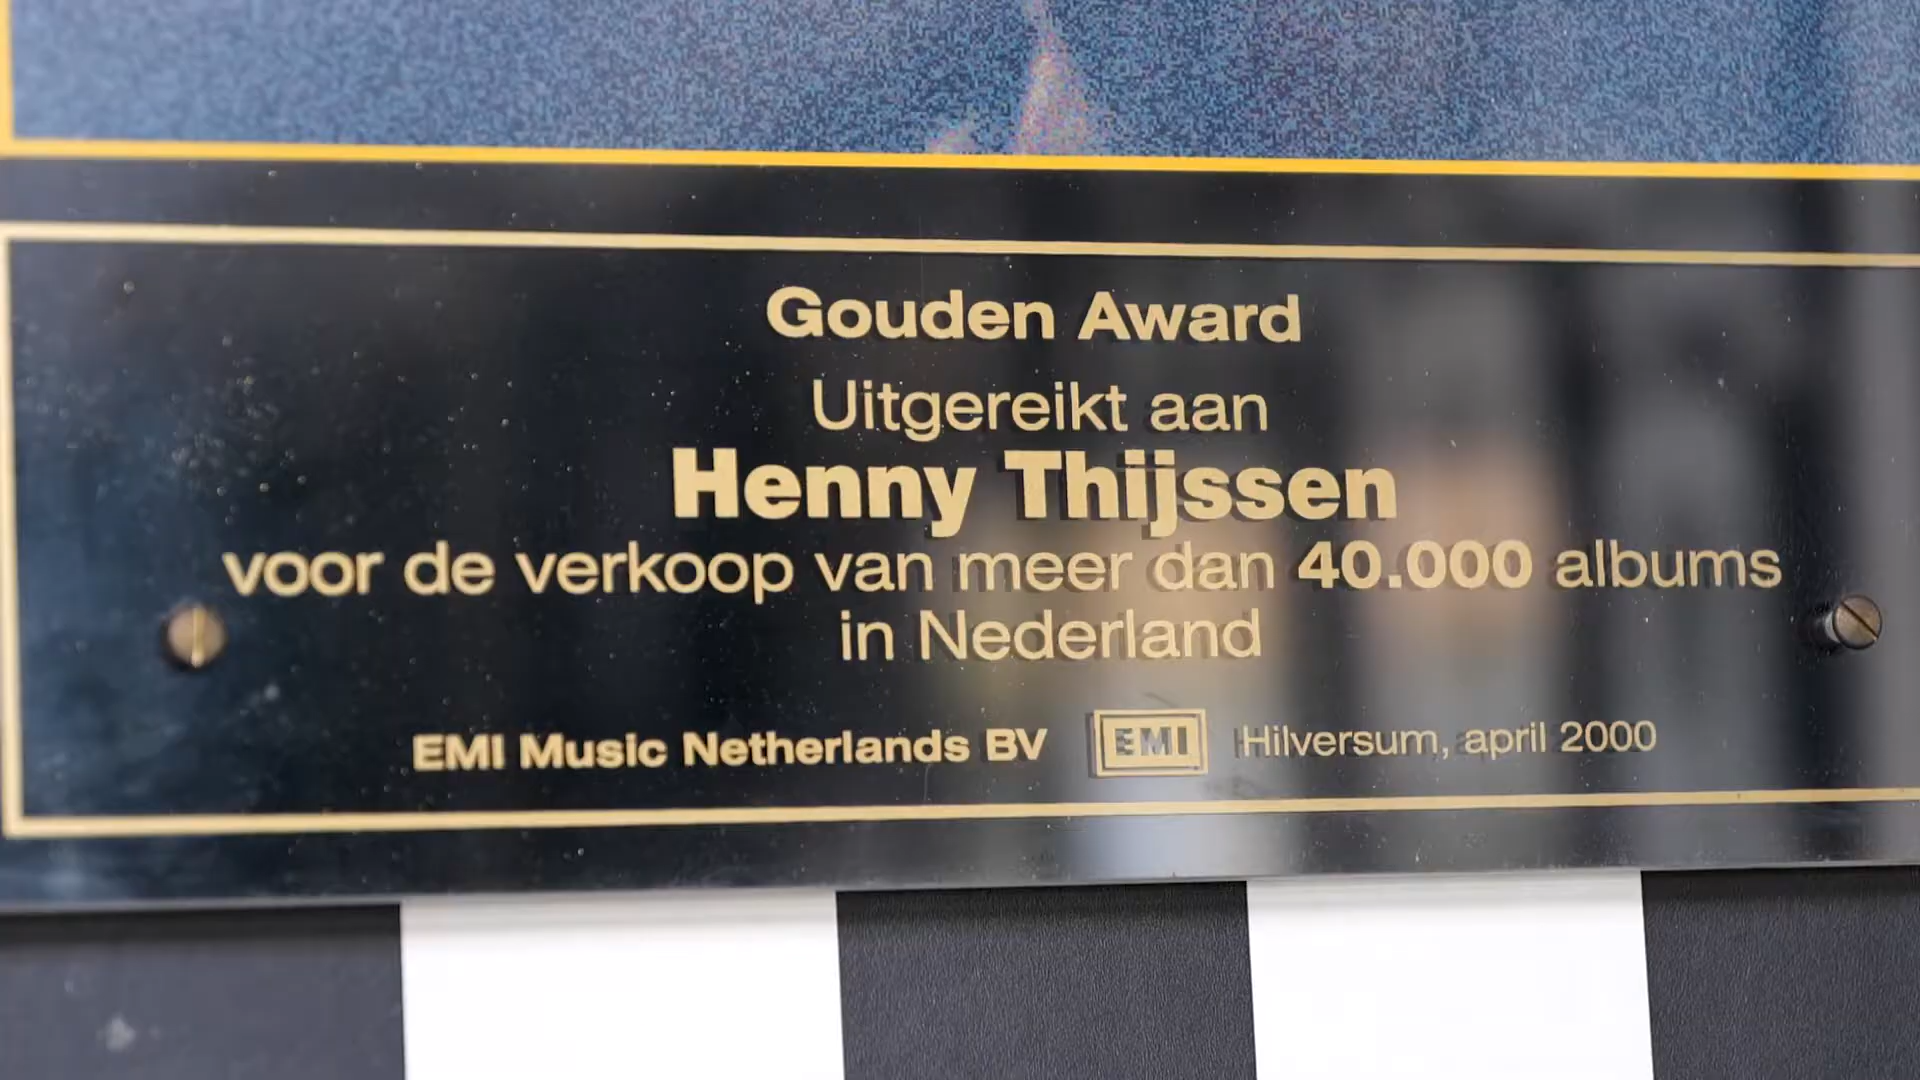 Gouden Award
Uitgereikt aan
Henny Thijssen
voor de verkoop van meer dan 40.000 albums
in Nederland
EMI Music Netherlands BV EMI Hilversum, april 2000